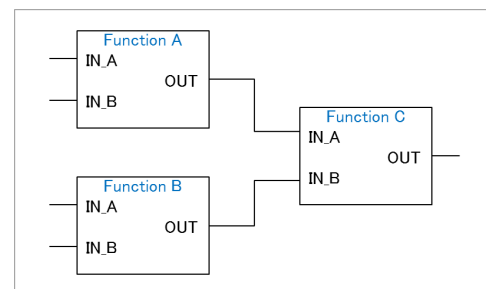 Function A
IN_A
OUT
IN_B
Function C
IN_A
OUT
IN_B
Function B
IN_A
OUT
IN_B